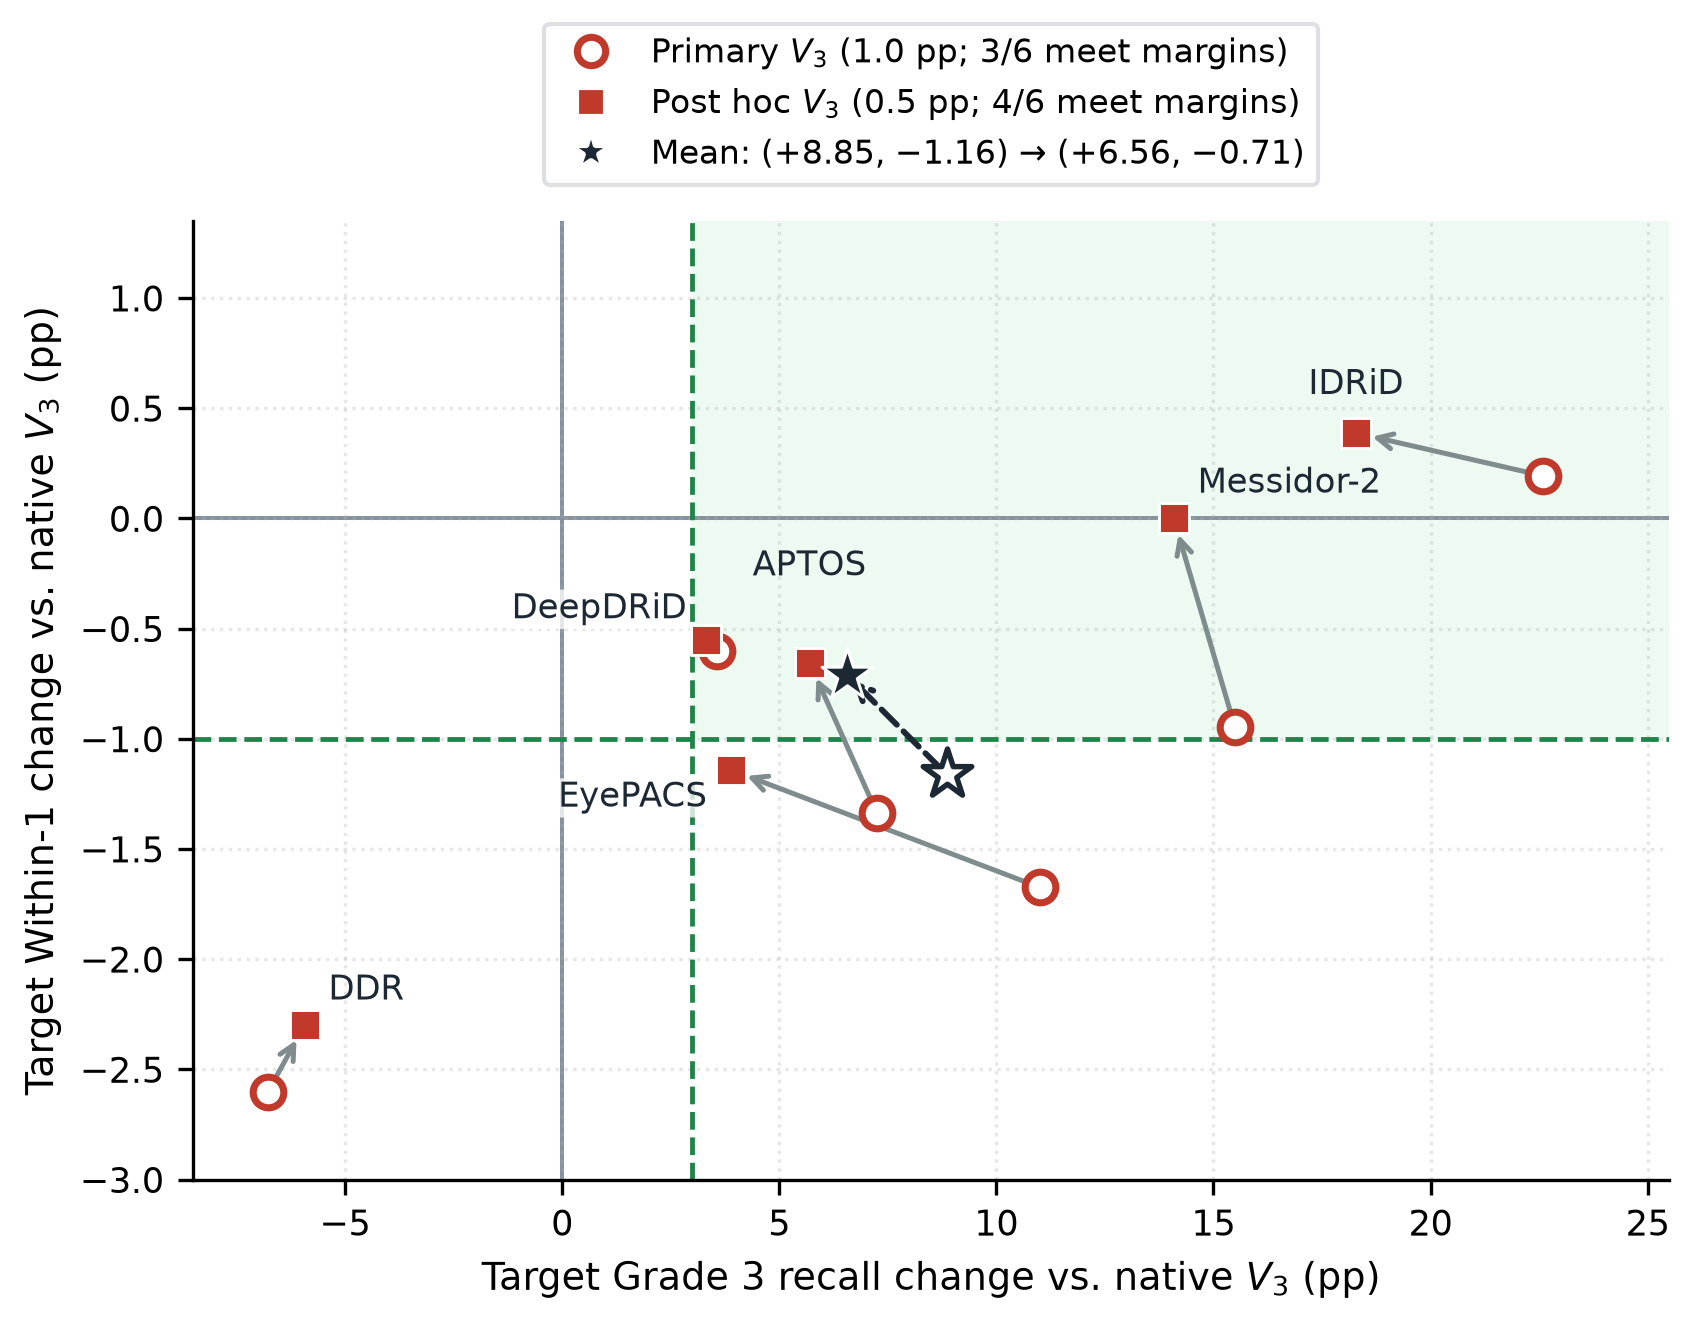 Primary V₃ (1.0 pp; 3/6 meet margins)
Post hoc V₃ (0.5 pp; 4/6 meet margins)
Mean: (+8.85, −1.16) → (+6.56, −0.71)
Target Within-1 change vs. native V₃ (pp)
1.0
0.5
0.0
−0.5
−1.0
−1.5
−2.0
−2.5
−3.0
IDRiD
Messidor-2
APTOS
DeepDRiD
EyePACS
DDR
−5
0
5
10
15
20
25
Target Grade 3 recall change vs. native V₃ (pp)